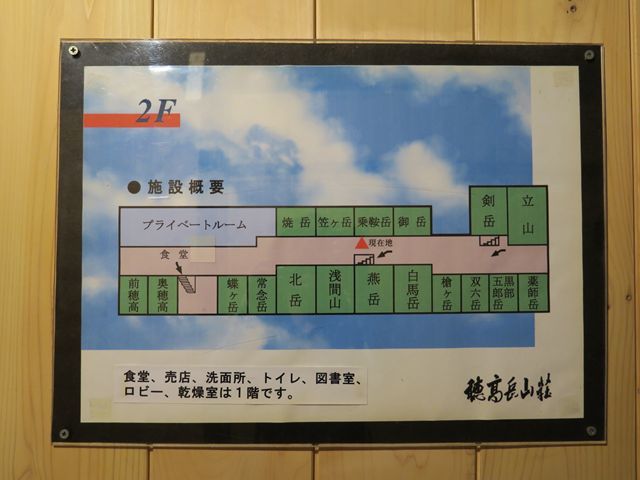 2F
● 施設概要
プライベートルーム
焼岳
笠ヶ岳
乗鞍岳
御岳
剣岳
立山
食堂
現在地
前穂高
奥穂高
蝶ヶ岳
常念岳
北岳
浅間山
燕岳
白馬岳
槍ヶ岳
双六岳
黒部五郎岳
薬師岳
食堂、売店、洗面所、トイレ、図書室、
ロビー、乾燥室は1階です。
穂高岳山荘